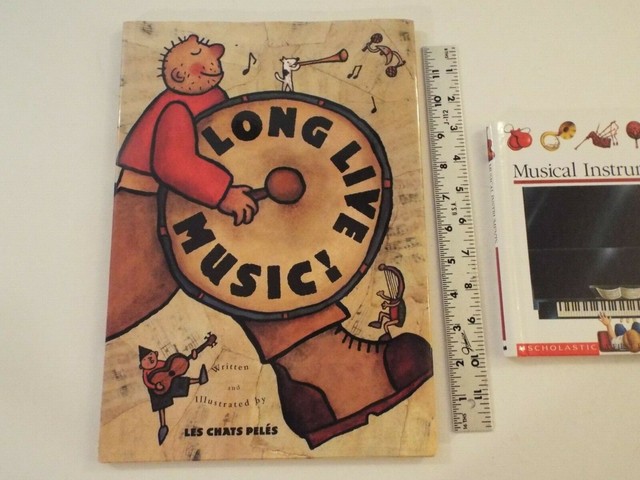 LONG LIVE
MUSIC!
Written
and
Illustrated by
LES CHATS PELÉS
Musical Instrum
SCHOLASTIC